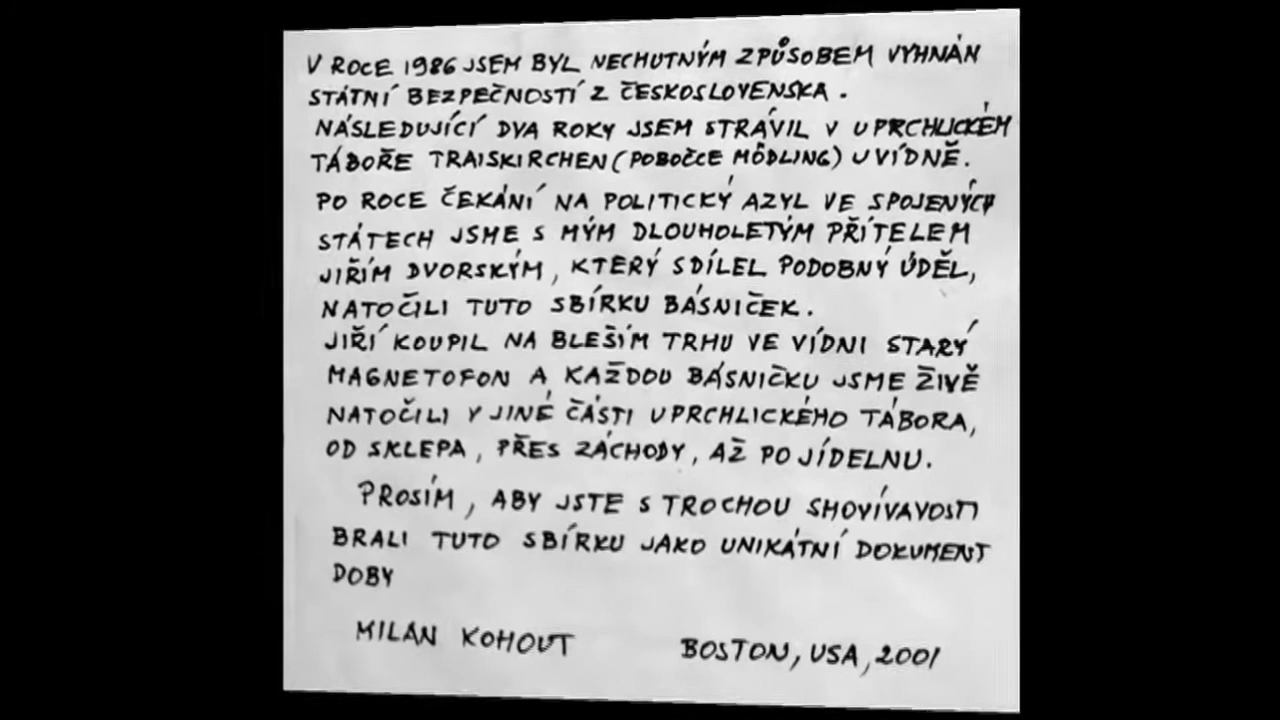 V ROCE 1986 JSEM BYL NECHUTNÝM ZPŮSOBEM VYHNÁN
STÁTNÍ BEZPEČNOSTÍ Z ČESKOSLOVENSKA.
NÁSLEDUJÍCÍ DVA ROKY JSEM STRÁVIL V UPRCHLICKÉM
TÁBOŘE TRAISKIRCHEN (POBOČCE MÖDLING) U VÍDNĚ.
PO ROCE ČEKÁNÍ NA POLITICKÝ AZYL VE SPOJENÝCH
STÁTECH JSME S MÝM DLOUHOLETÝM PŘÍTELEM
JIŘÍM DVORSKÝM, KTERÝ SDÍLEL PODOBNÝ ÚDĚL,
NATOČILI TUTO SBÍRKU BÁSNIČEK.
JIŘÍ KOUPIL NA BLEŠÍM TRHU VE VÍDNI STARÝ
MAGNETOFON A KAŽDOU BÁSNIČKU JSME ŽIVĚ
NATOČILI V JINÉ ČÁSTI UPRCHLICKÉHO TÁBORA,
OD SKLEPA, PŘES ZÁCHODY, AŽ PO JÍDELNU.
PROSÍM, ABY JSTE S TROCHOU SHOVÍVAVOSTI
BRALI TUTO SBÍRKU JAKO UNIKÁTNÍ DOKUMENT
DOBY
MILAN KOHOUT BOSTON, USA, 2001